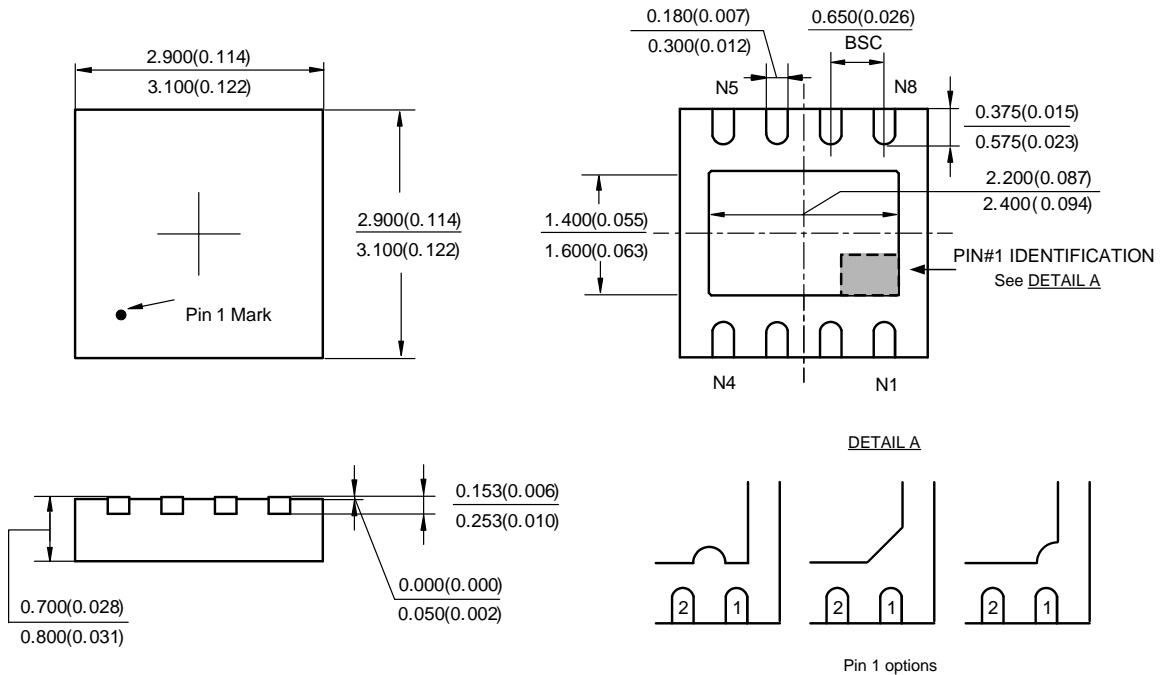 2.900(0.114)
3.100(0.122)
2.900(0.114)
3.100(0.122)
Pin 1 Mark
0.180(0.007)
0.300(0.012)
0.650(0.026)
BSC
N5
N8
0.375(0.015)
0.575(0.023)
2.200(0.087)
2.400(0.094)
1.400(0.055)
1.600(0.063)
PIN#1 IDENTIFICATION
See DETAIL A
N4
N1
0.153(0.006)
0.253(0.010)
0.000(0.000)
0.050(0.002)
0.700(0.028)
0.800(0.031)
DETAIL A
2 1 2 1 2 1
Pin 1 options